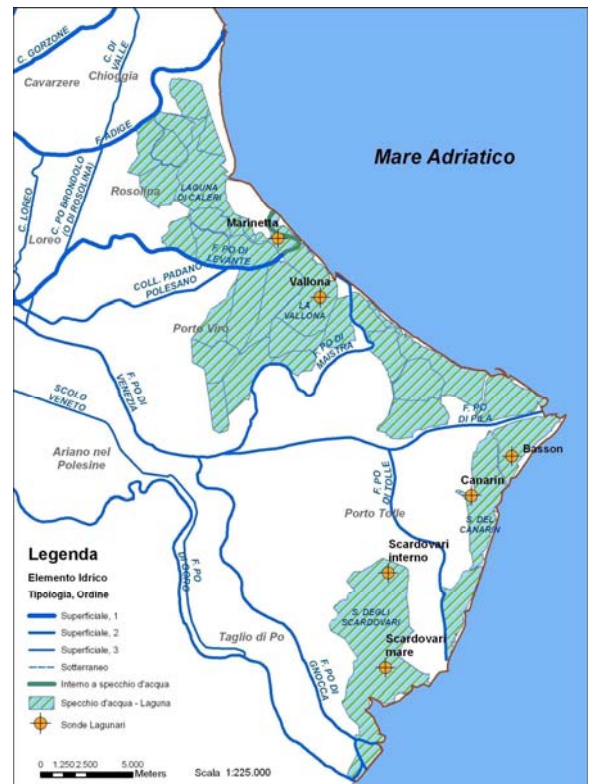 C. GORZONE
C. DI
VALLE
Cavarzere
Chioggia
F. ADIGE
Mare Adriatico
C. LOREO
C. PO BRONDOLO
(O DI ROSOLINA)
Rosolina
LAGUNA
DI CALERI
Loreo
Marinetta
F. PO DI
LEVANTE
COLL. PADANO
POLESANO
Vallona
LA
VALLONA
Porto Viro
F. PO DI
MAISTRA
F. PO DI
VENEZIA
SCOLO
VENETO
F. PO
DI PILA
Ariano nel
Polesine
Basson
F. PO
DI TOLLE
Canarin
S. DEL
CANARIN
Porto Tolle
Scardovari
interno
F. PO
DI GORO
S. DEGLI
SCARDOVARI
Taglio di Po
Scardovari
mare
F. PO DI
GNOCCA
Legenda
Elemento Idrico
Tipologia, Ordine
Superficiale, 1
Superficiale, 2
Superficiale, 3
Sotterraneo
Interno a specchio d'acqua
Specchio d'acqua - Laguna
Sonde Lagunari
0 1.250 2.500 5.000
Meters
Scala 1:225.000